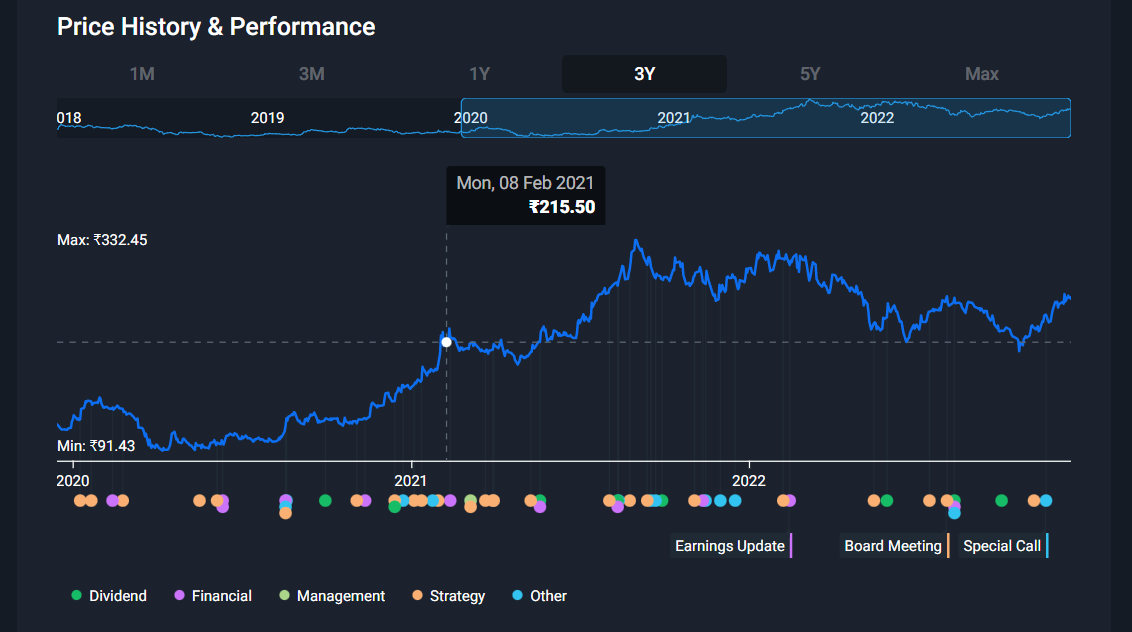 Price History & Performance
1M 3M 1Y 3Y 5Y Max
018 2019 2020 2021 2022
Mon, 08 Feb 2021
₹215.50
Max: ₹332.45
Min: ₹91.43
2020 2021 2022
Earnings Update Board Meeting Special Call
Dividend Financial Management Strategy Other